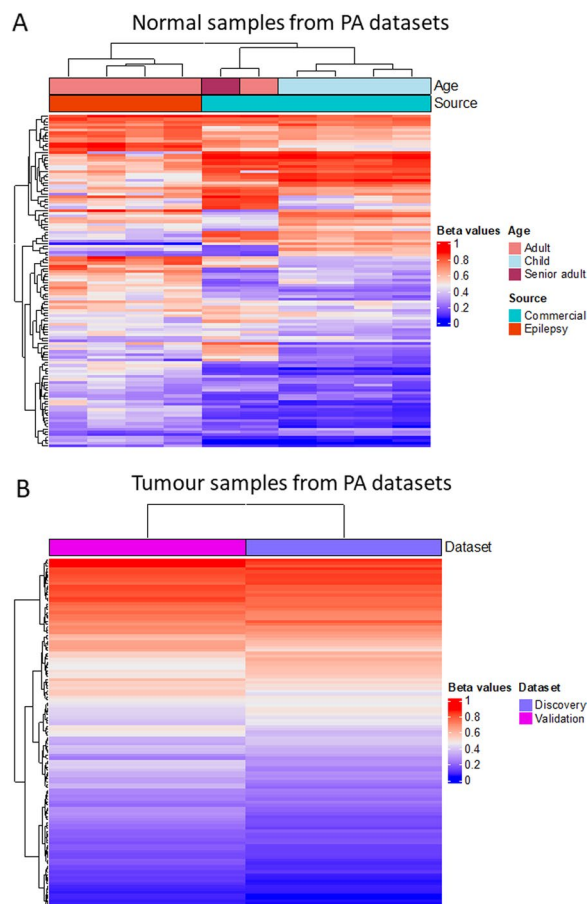 A
Normal samples from PA datasets
Age
Source
Beta values
1
0.8
0.6
0.4
0.2
0
Age
Adult
Child
Senior adult
Source
Commercial
Epilepsy
B
Tumour samples from PA datasets
Dataset
Beta values
1
0.8
0.6
0.4
0.2
0
Dataset
Discovery
Validation